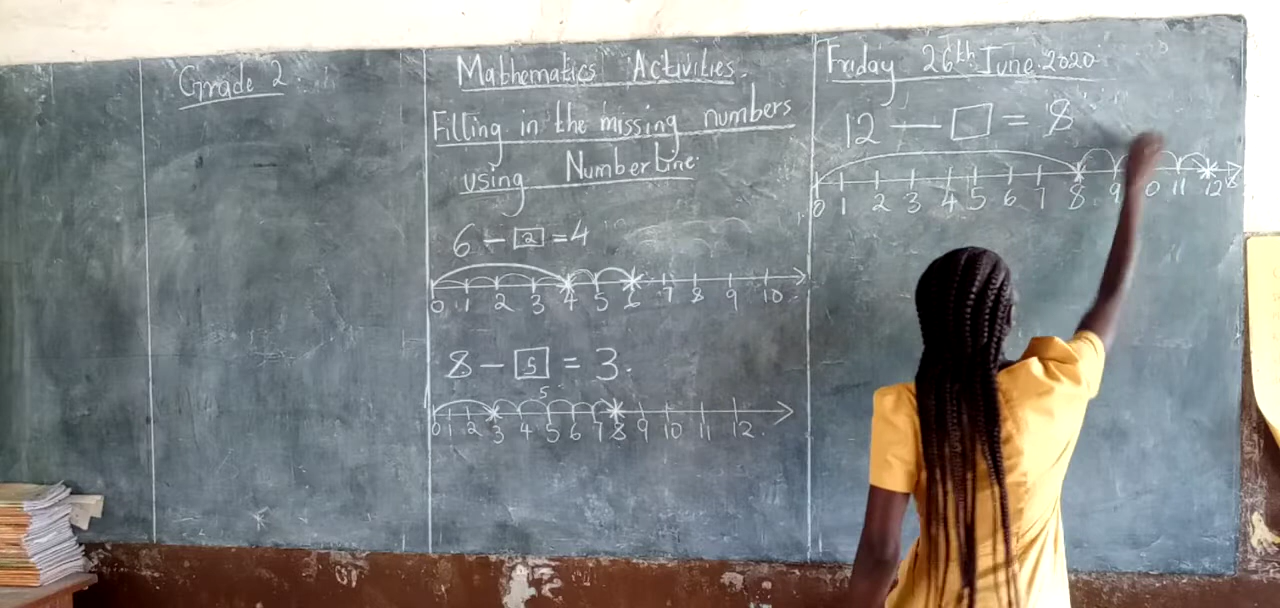 Grade 2
Mathematics Activities.
Filling in the missing numbers
using Number Line.
6 — 2 = 4
0 1 2 3 4 5 6 7 8 9 10
8 — 5 = 3.
5
0 1 2 3 4 5 6 7 8 9 10 11 12.
Friday 26th June 2020
12 — □ = 8
0 1 2 3 4 5 6 7 8 9 0 11 12